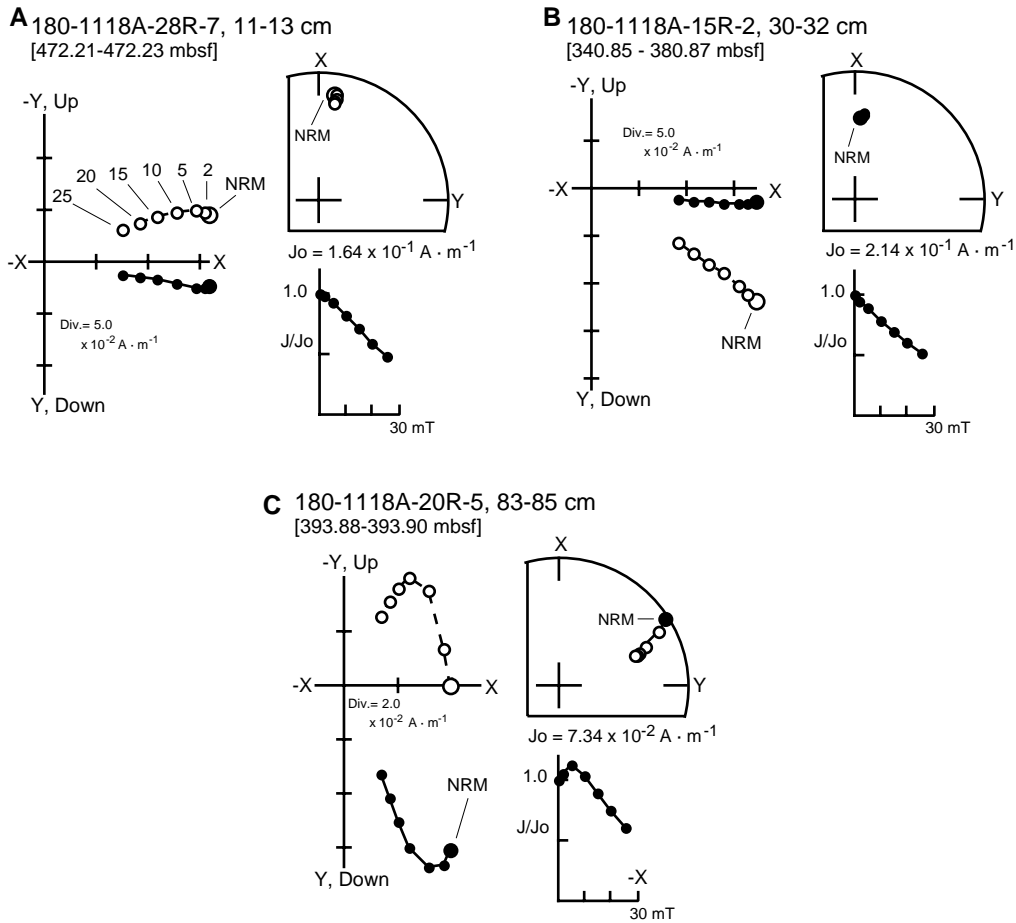 A
180-1118A-28R-7, 11-13 cm
[472.21-472.23 mbsf]
-Y, Up
25
20
15
10
5
2
NRM
-X
X
Div.= 5.0
x 10-2 A · m-1
Y, Down
X
NRM
Y
Jo = 1.64 x 10-1 A · m-1
1.0
J/Jo
30 mT
B
180-1118A-15R-2, 30-32 cm
[340.85 - 380.87 mbsf]
-Y, Up
Div.= 5.0
x 10-2 A · m-1
-X
X
NRM
Y, Down
X
NRM
Y
Jo = 2.14 x 10-1 A · m-1
1.0
J/Jo
30 mT
C
180-1118A-20R-5, 83-85 cm
[393.88-393.90 mbsf]
-Y, Up
-X
X
Div.= 2.0
x 10-2 A · m-1
NRM
Y, Down
X
NRM
Y
Jo = 7.34 x 10-2 A · m-1
1.0
J/Jo
-X
30 mT